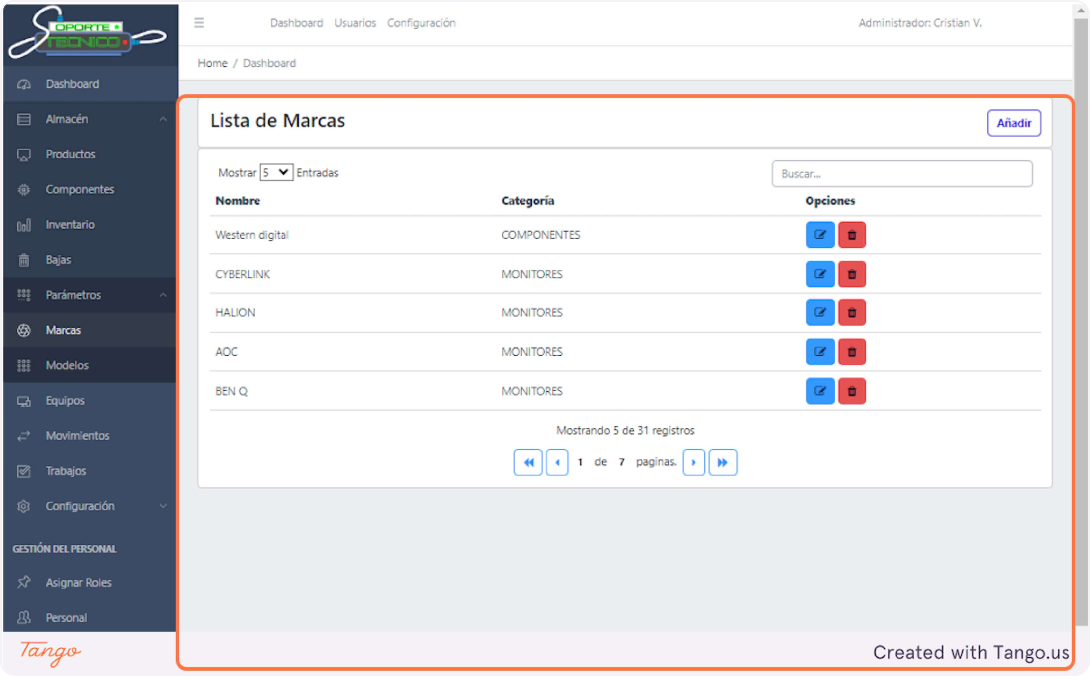 SOPORTE
TECNICO
☰ Dashboard Usuarios Configuración Administrador: Cristian V.
Home / Dashboard
Dashboard
Almacén
Productos
Componentes
Inventario
Bajas
Parámetros
Marcas
Modelos
Equipos
Movimientos
Trabajos
Configuración
GESTIÓN DEL PERSONAL
Asignar Roles
Personal
Lista de Marcas Añadir
Mostrar 5 Entradas Buscar...
Nombre Categoría Opciones
Western digital COMPONENTES
CYBERLINK MONITORES
HALION MONITORES
AOC MONITORES
BEN Q MONITORES
Mostrando 5 de 31 registros
1 de 7 paginas.
Tango Created with Tango.us